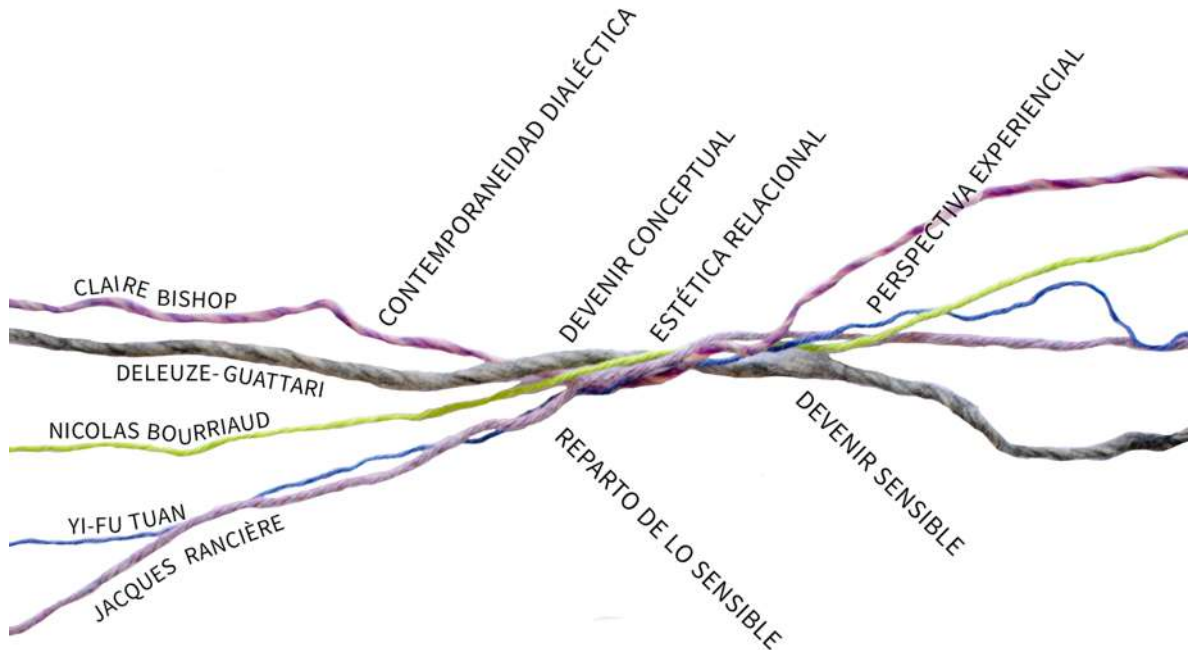 CLAIRE BISHOP
DELEUZE-GUATTARI
NICOLAS BOURRIAUD
YI-FU TUAN
JACQUES RANCIÈRE
CONTEMPORANEIDAD DIALÉCTICA
DEVENIR CONCEPTUAL
ESTÉTICA RELACIONAL
PERSPECTIVA EXPERIENCIAL
REPARTO DE LO SENSIBLE
DEVENIR SENSIBLE